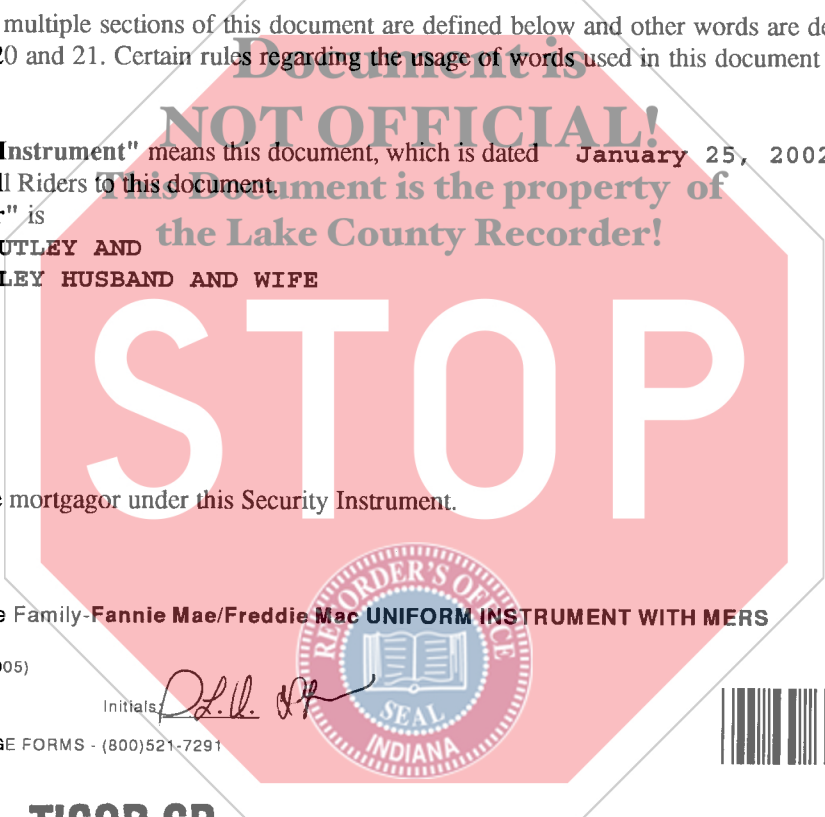 multiple sections of this document are defined below and other words are de
20 and 21. Certain rules regarding the usage of words used in this document
Document is
NOT OFFICIAL!
Instrument" means this document, which is dated January 25, 2002
ll Riders to this document.
This Document is the property of
the Lake County Recorder!
r" is
UTLEY AND
LEY HUSBAND AND WIFE
STOP
e mortgagor under this Security Instrument.
e Family-Fannie Mae/Freddie Mac UNIFORM INSTRUMENT WITH MERS
005)
Initials:
GE FORMS - (800)521-7291
RECORDER'S OFFICE
SEAL
INDIANA